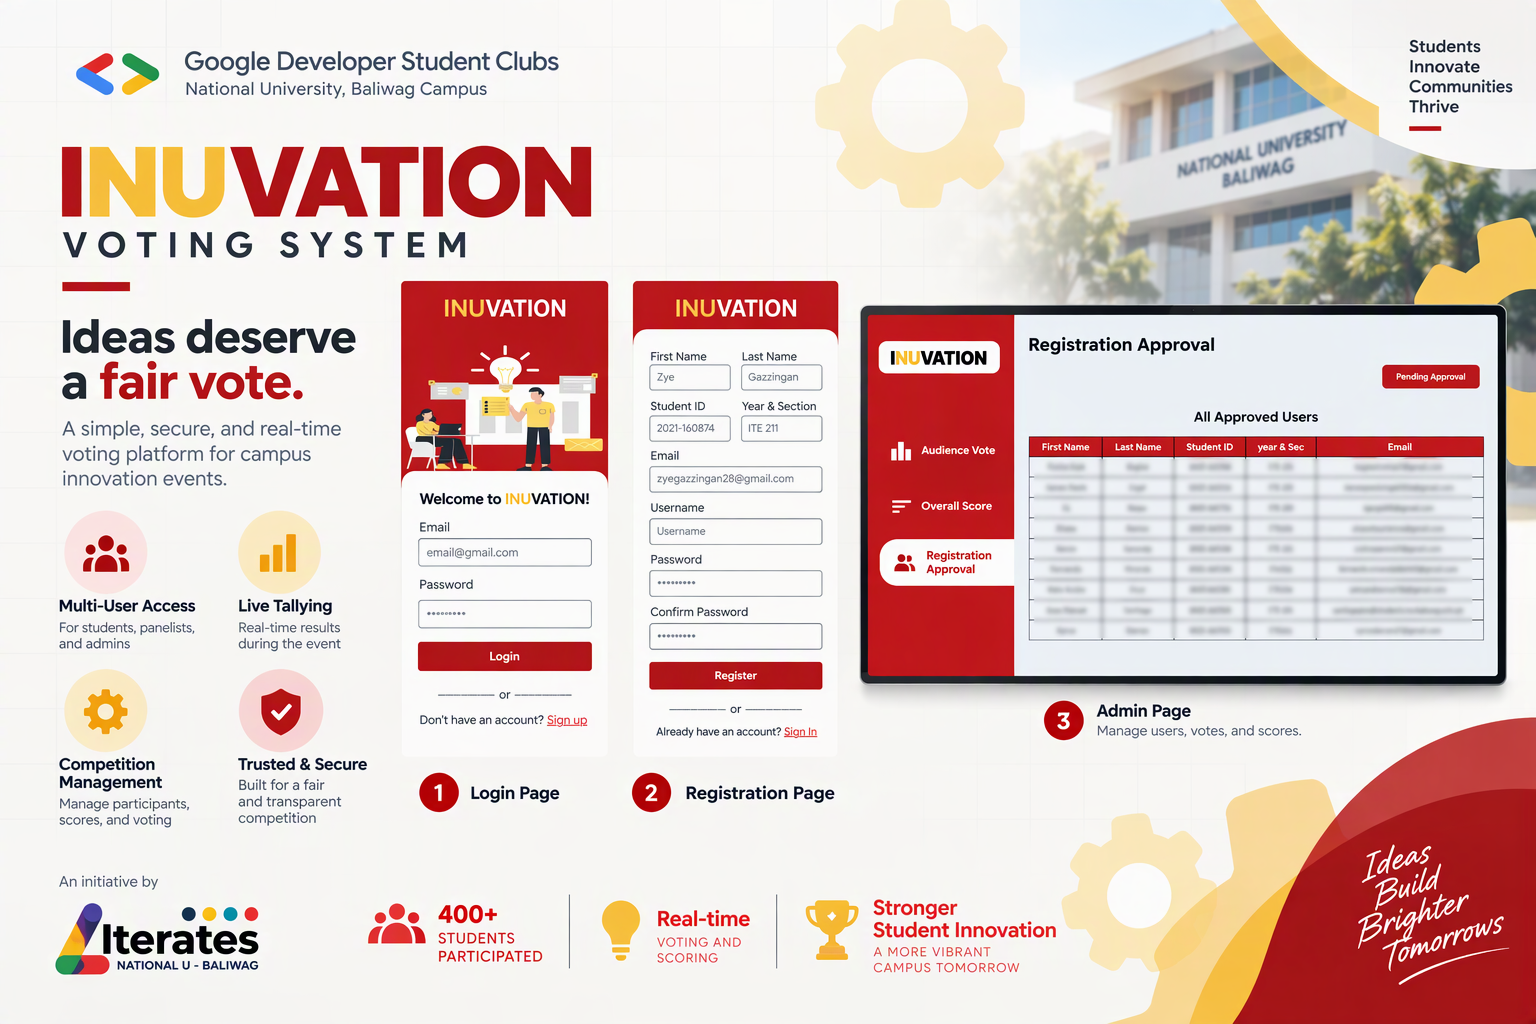 Google Developer Student Clubs
National University, Baliwag Campus
Students
Innovate
Communities
Thrive
NATIONAL UNIVERSITY
BALIWAG
INUVATION
VOTING SYSTEM
Ideas deserve
a fair vote.
A simple, secure, and real-time
voting platform for campus
innovation events.
Multi-User Access
For students, panelists,
and admins
Live Tallying
Real-time results
during the event
Competition
Management
Manage participants,
scores, and voting
Trusted & Secure
Built for a fair
and transparent
competition
INUVATION
Welcome to INUVATION!
Email
email@gmail.com
Password
Login
or
Don't have an account? Sign up
1 Login Page
INUVATION
First Name Last Name
Zye Gazzingan
Student ID Year & Section
2021-160874 ITE 211
Email
zyegazzingan28@gmail.com
Username
Username
Password
Confirm Password
Register
or
Already have an account? Sign In
2 Registration Page
INUVATION
Audience Vote
Overall Score
Registration
Approval
Registration Approval
Pending Approval
All Approved Users
First Name Last Name Student ID year & Sec Email
3 Admin Page
Manage users, votes, and scores.
An initiative by
Iterates
NATIONAL U - BALIWAG
400+
STUDENTS
PARTICIPATED
Real-time
VOTING AND
SCORING
Stronger
Student Innovation
A MORE VIBRANT
CAMPUS TOMORROW
Ideas
Build
Brighter
Tomorrows